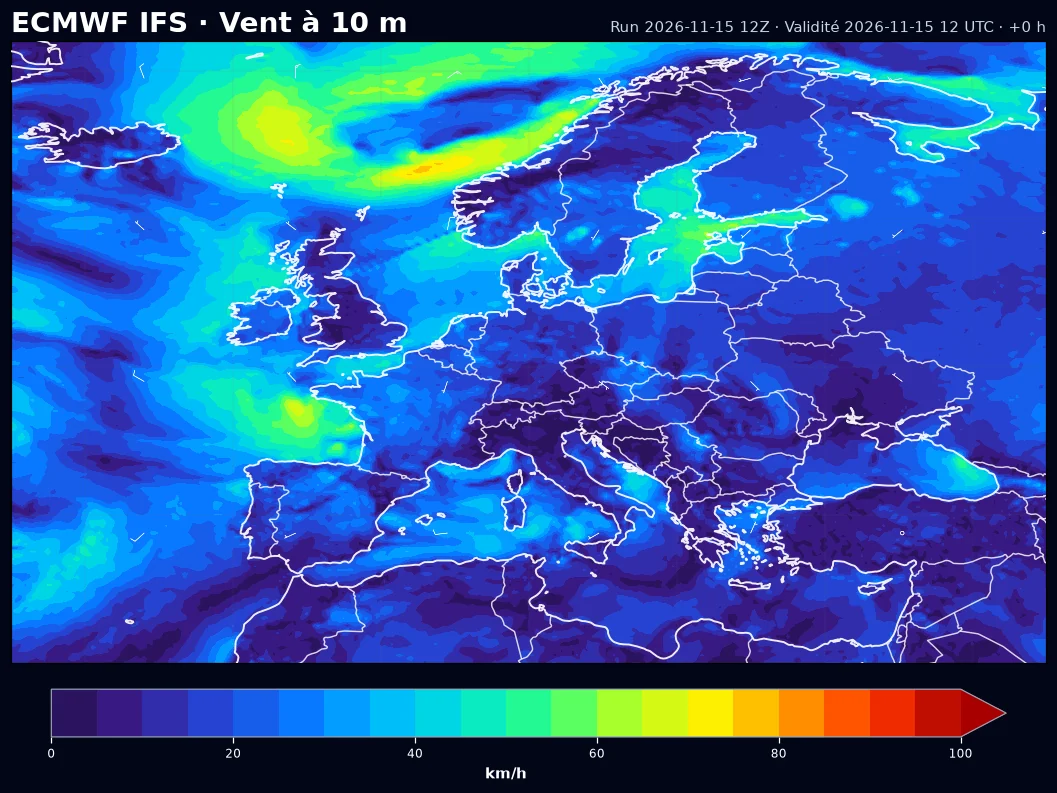 ECMWF IFS · Vent à 10 m
Run 2026-11-15 12Z · Validité 2026-11-15 12 UTC · +0 h
0 20 40 60 80 100
km/h